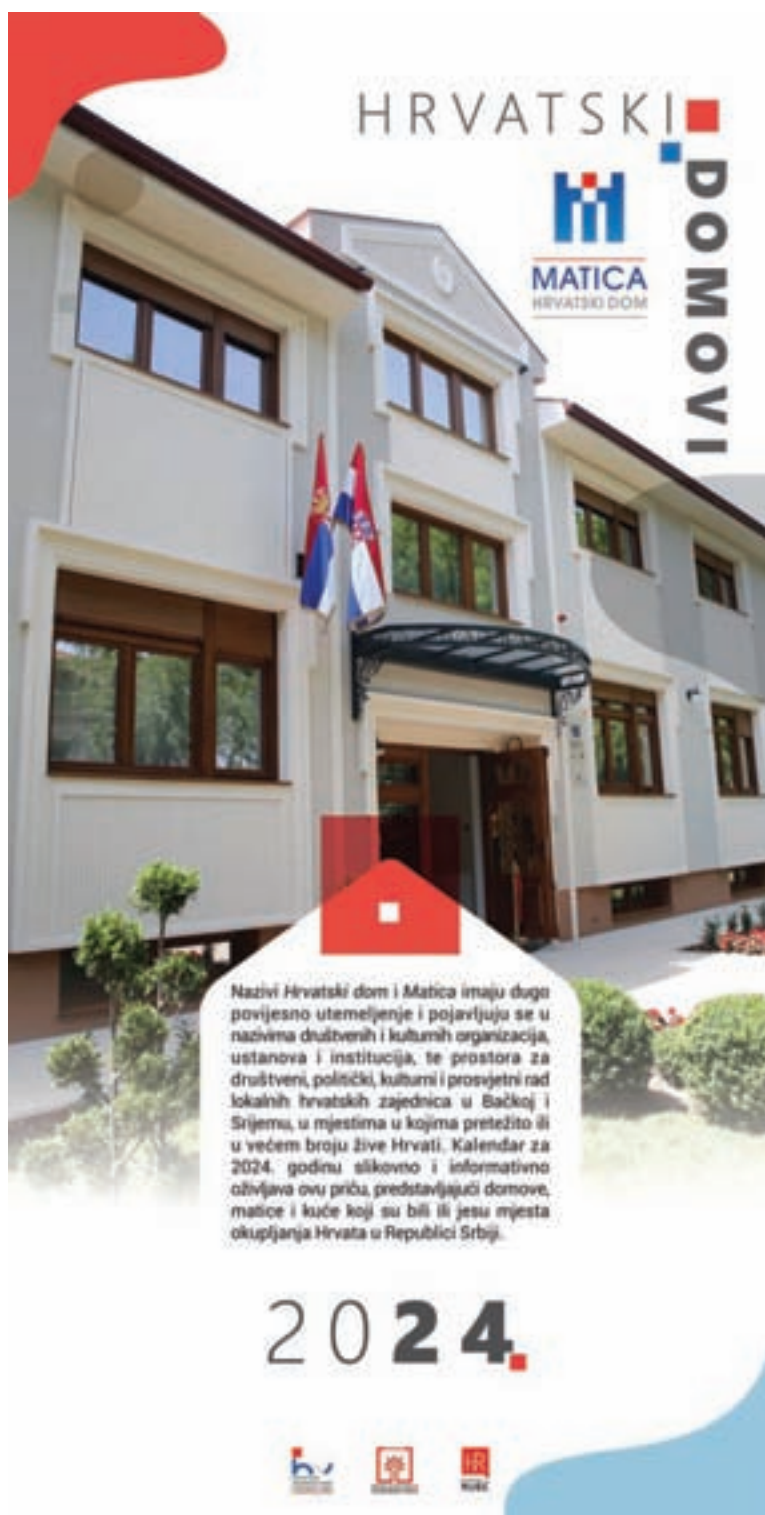 HRVATSKI
DOMOVI
MATICA
HRVATSKI DOM
Nazivi Hrvatski dom i Matica imaju dugo
povijesno utemeljenje i pojavljuju se u
nazivima društvenih i kulturnih organizacija,
ustanova i institucija, te prostora za
društveni, politički, kulturni i prosvjetni rad
lokalnih hrvatskih zajednica u Bačkoj i
Srijemu, u mjestima u kojima pretežito ili
u većem broju žive Hrvati. Kalendar za
2024. godinu slikovno i informativno
oživljava ovu priču, predstavljajući domove,
matice i kuće koji su bili ili jesu mjesta
okupljanja Hrvata u Republici Srbiji.
2024
HR